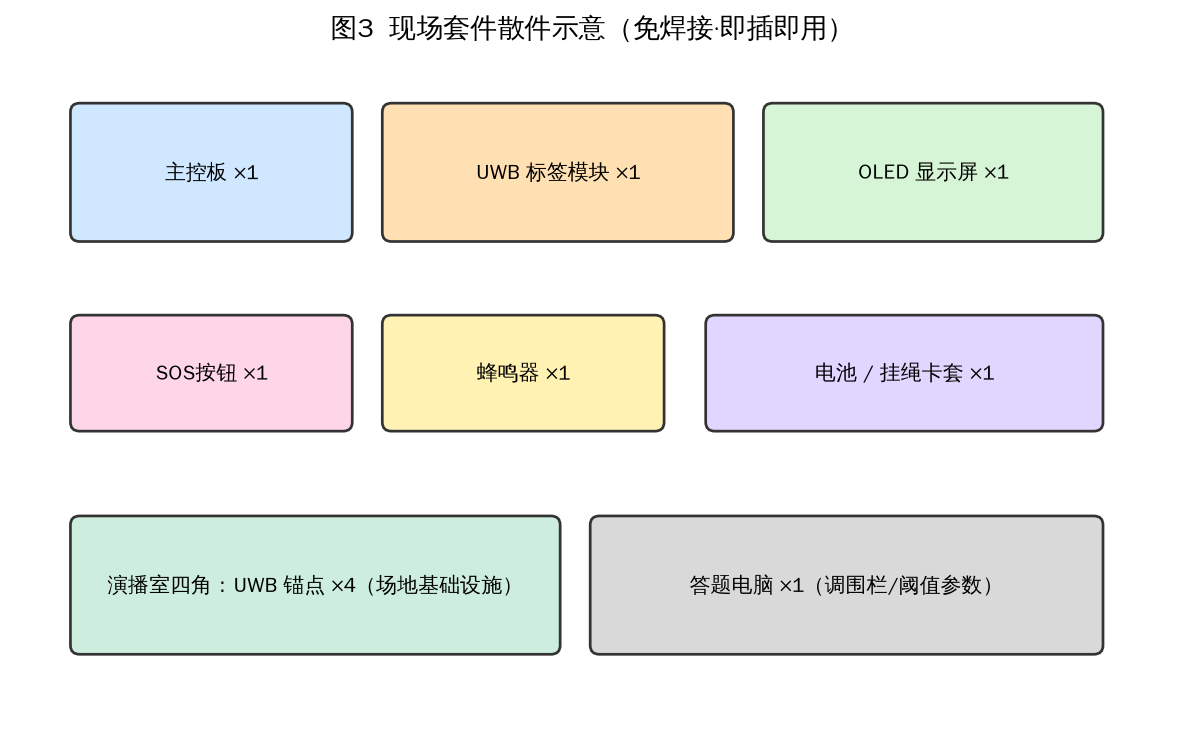 图3 现场套件散件示意（免焊接·即插即用）
主控板 ×1
UWB 标签模块 ×1
OLED 显示屏 ×1
SOS按钮 ×1
蜂鸣器 ×1
电池 / 挂绳卡套 ×1
演播室四角：UWB 锚点 ×4（场地基础设施）
答题电脑 ×1（调围栏/阈值参数）